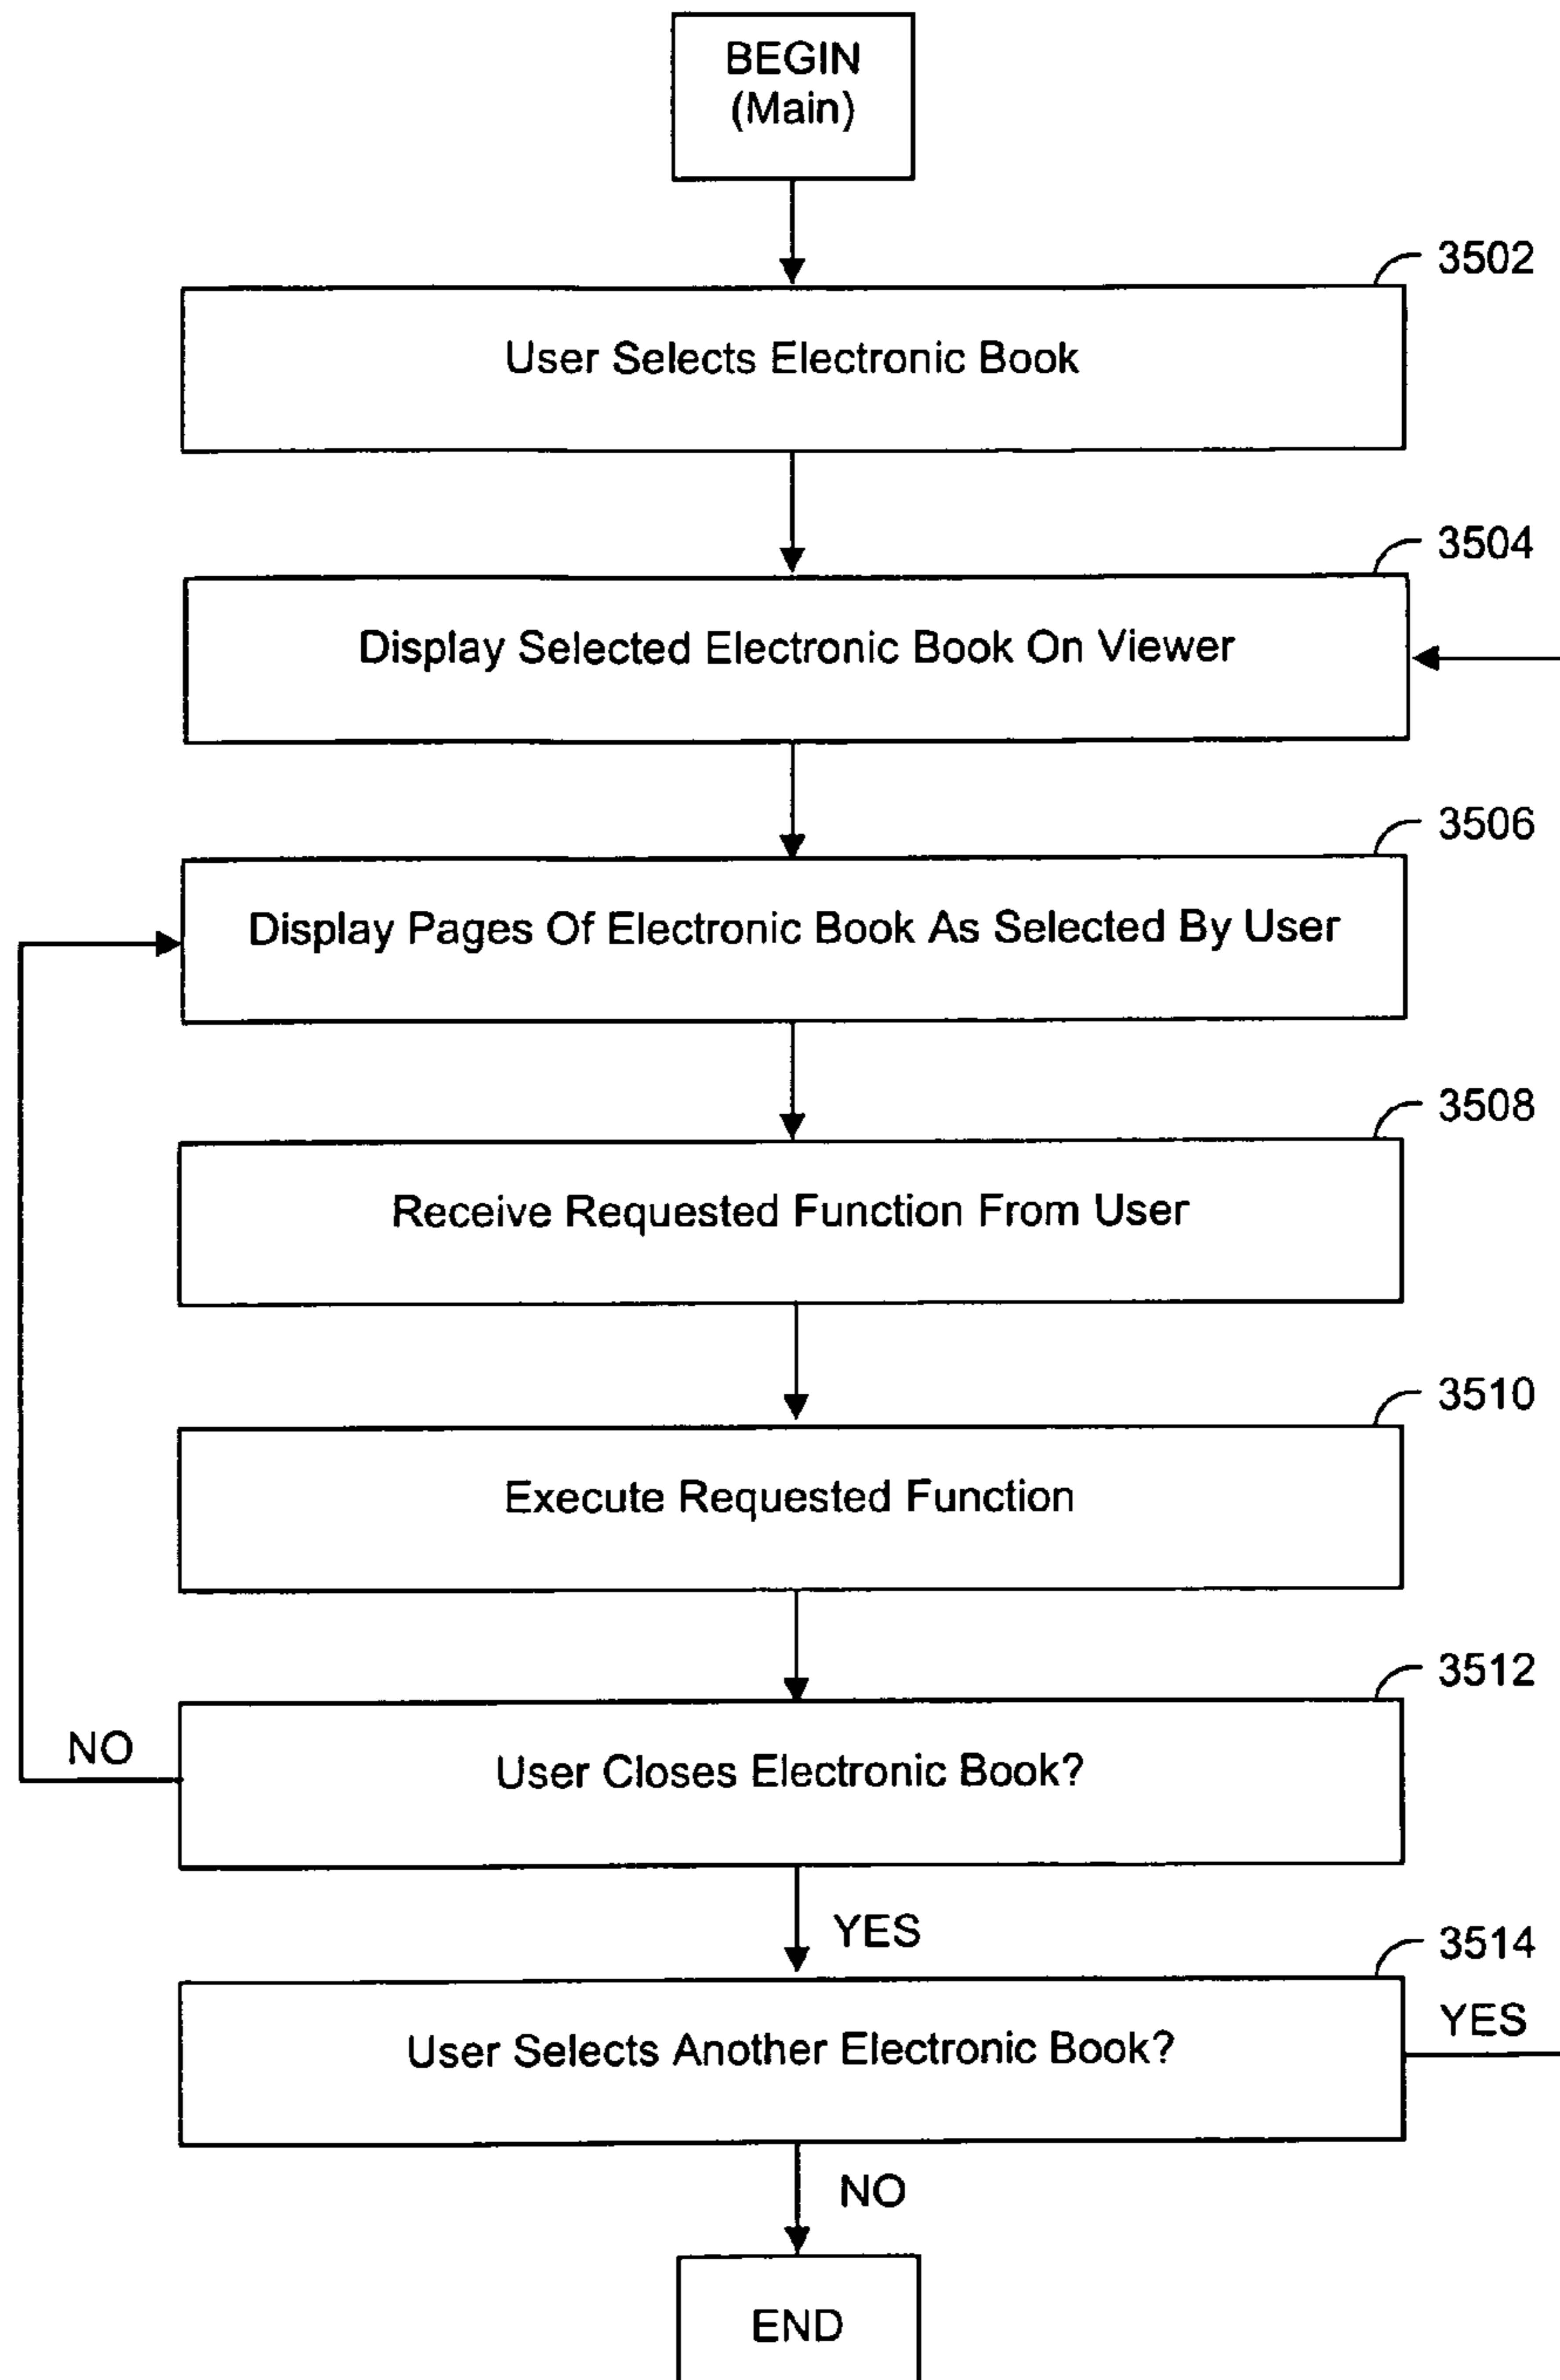 BEGIN
(Main)
3502
User Selects Electronic Book
3504
Display Selected Electronic Book On Viewer
3506
Display Pages Of Electronic Book As Selected By User
3508
Receive Requested Function From User
3510
Execute Requested Function
3512
NO
User Closes Electronic Book?
YES
3514
YES
User Selects Another Electronic Book?
NO
END